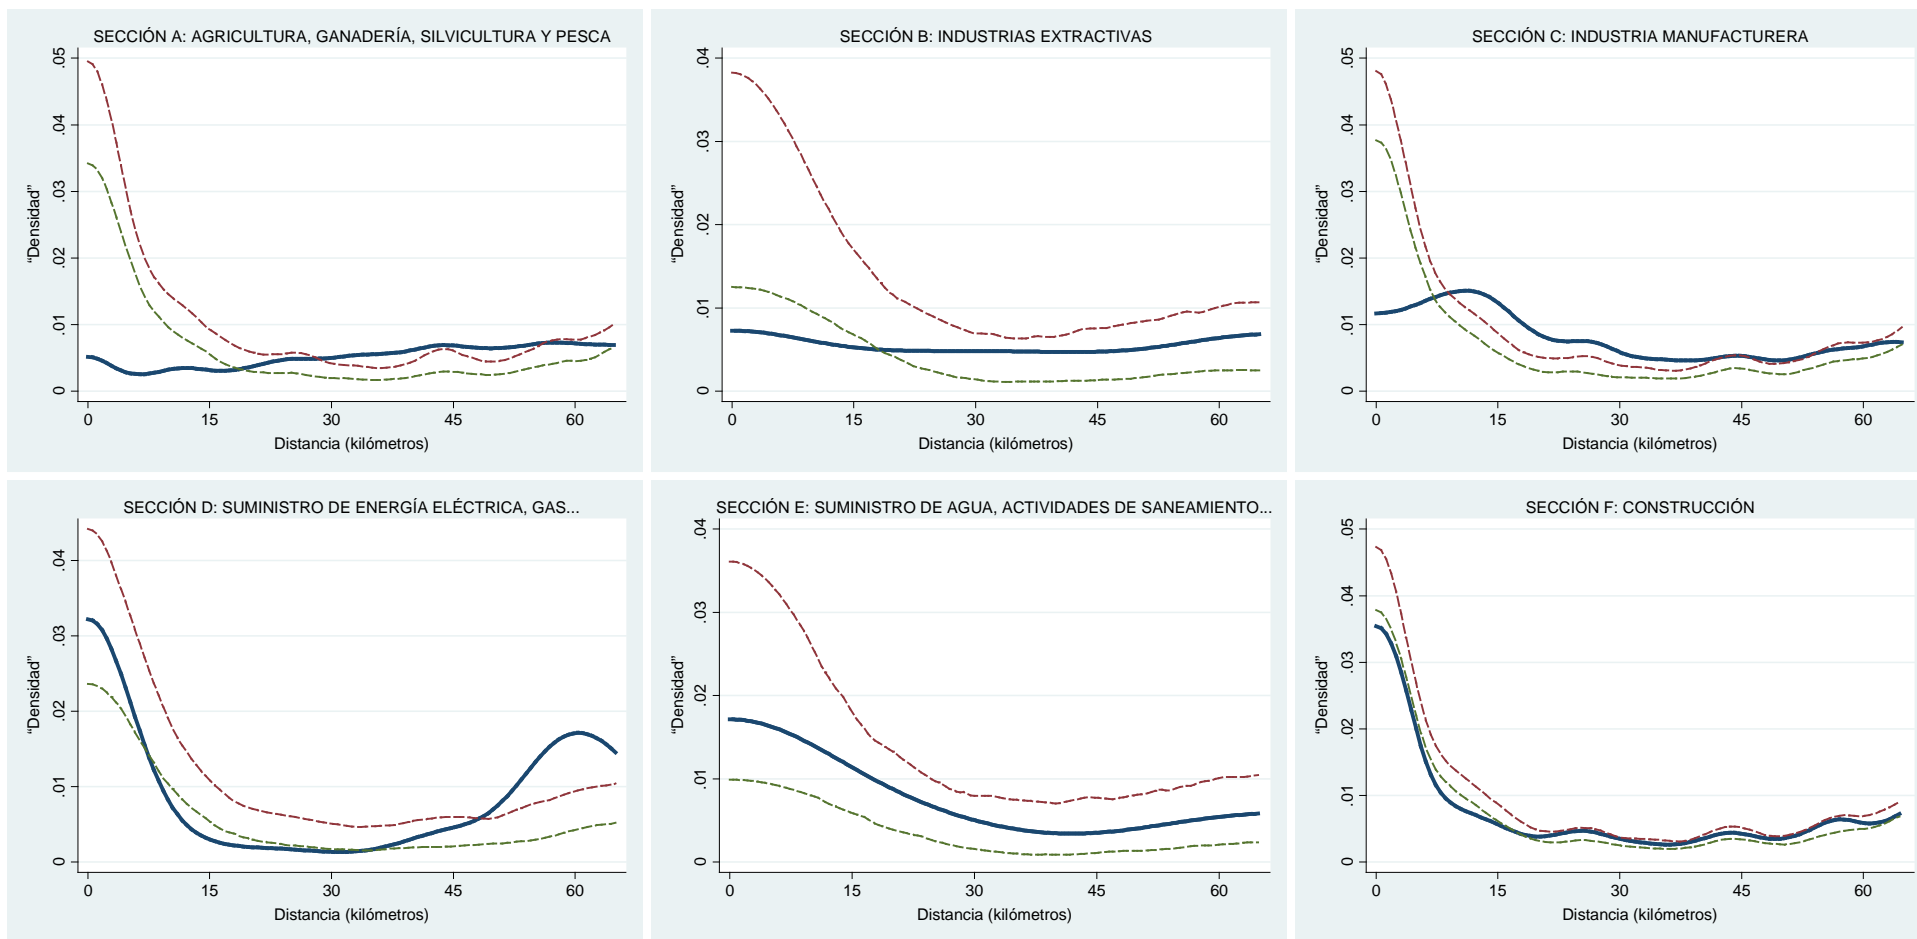 SECCIÓN A: AGRICULTURA, GANADERÍA, SILVICULTURA Y PESCA
“Densidad”
.05
.04
.03
.02
.01
0
0 15 30 45 60
Distancia (kilómetros)
SECCIÓN B: INDUSTRIAS EXTRACTIVAS
“Densidad”
.04
.03
.02
.01
0
0 15 30 45 60
Distancia (kilómetros)
SECCIÓN C: INDUSTRIA MANUFACTURERA
“Densidad”
.05
.04
.03
.02
.01
0
0 15 30 45 60
Distancia (kilómetros)
SECCIÓN D: SUMINISTRO DE ENERGÍA ELÉCTRICA, GAS...
“Densidad”
.04
.03
.02
.01
0
0 15 30 45 60
Distancia (kilómetros)
SECCIÓN E: SUMINISTRO DE AGUA, ACTIVIDADES DE SANEAMIENTO...
“Densidad”
.04
.03
.02
.01
0
0 15 30 45 60
Distancia (kilómetros)
SECCIÓN F: CONSTRUCCIÓN
“Densidad”
.05
.04
.03
.02
.01
0
0 15 30 45 60
Distancia (kilómetros)